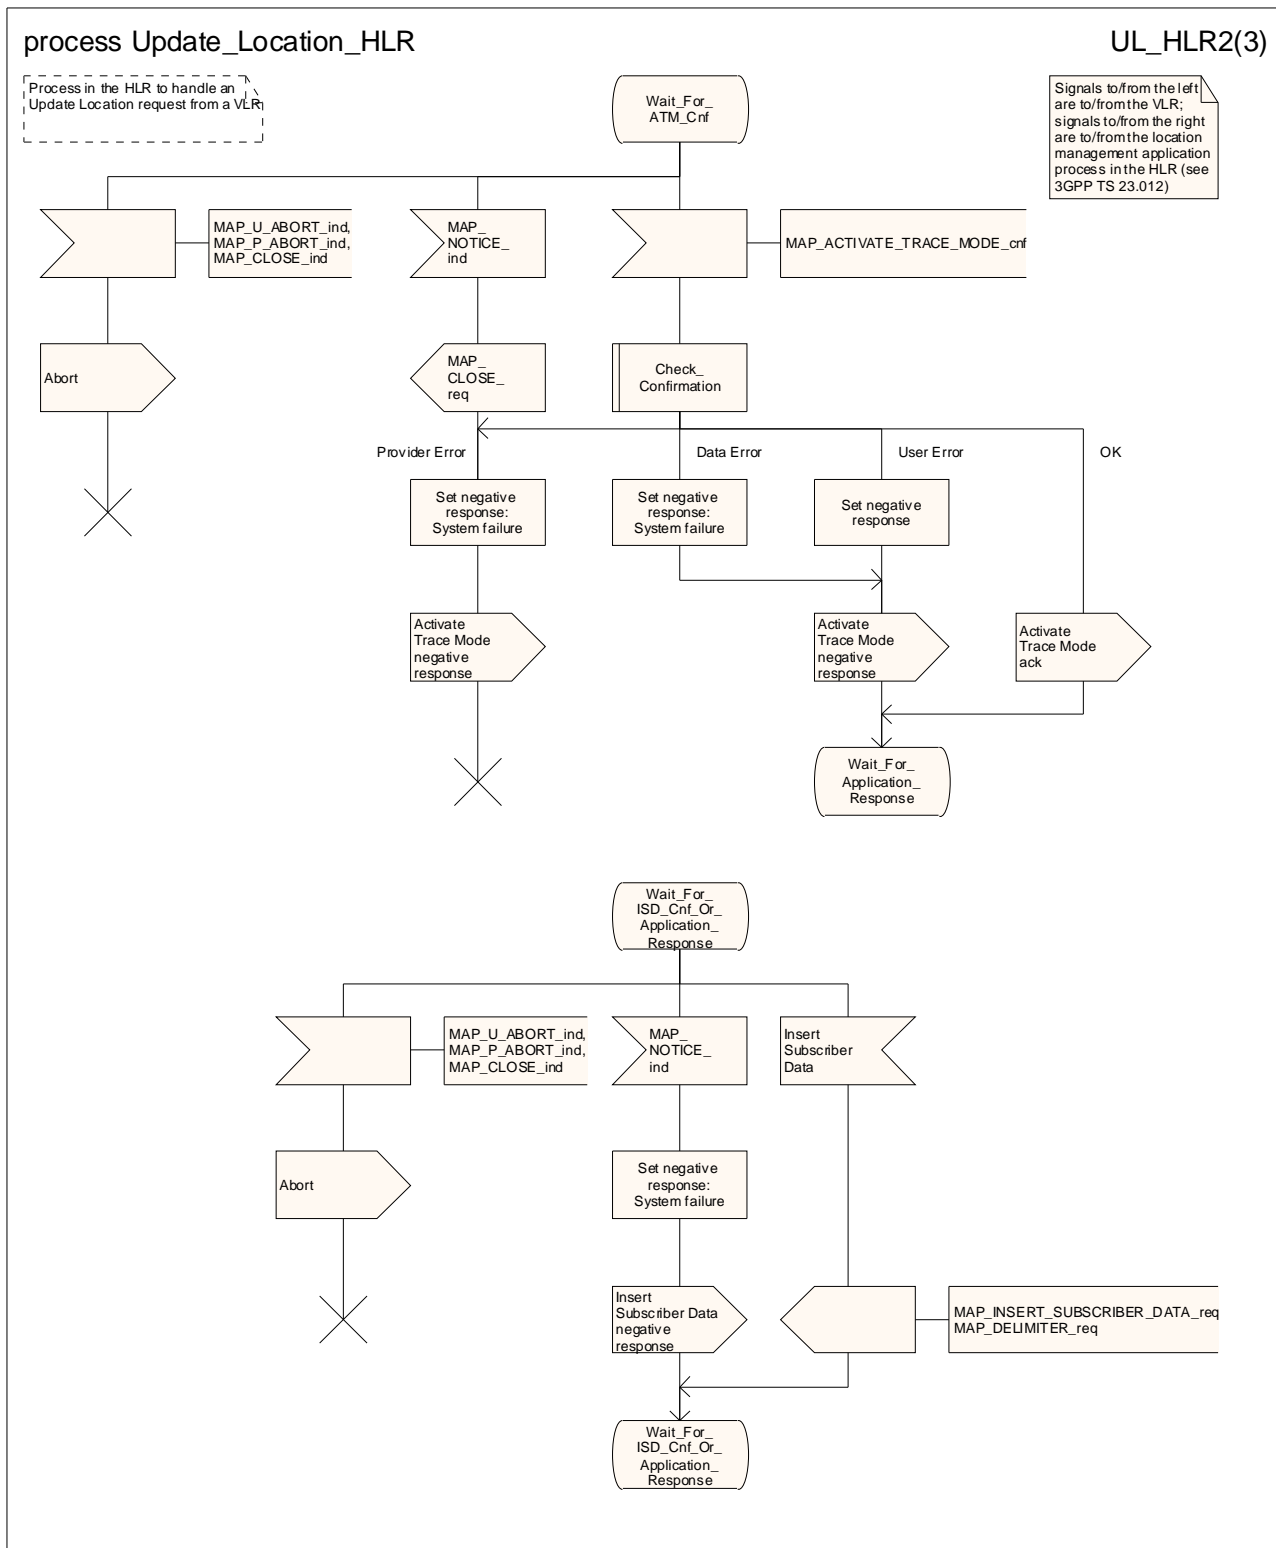 process Update_Location_HLR
UL_HLR2(3)
Process in the HLR to handle an
Update Location request from a VLR
Wait_For_
ATM_Cnf
Signals to/from the left
are to/from the VLR;
signals to/from the right
are to/from the location
management application
process in the HLR (see
3GPP TS 23.012)
MAP_U_ABORT_ind,
MAP_P_ABORT_ind,
MAP_CLOSE_ind
MAP_
NOTICE_
ind
MAP_ACTIVATE_TRACE_MODE_cnf
Abort
MAP_
CLOSE_
req
Check_
Confirmation
Provider Error
Data Error
User Error
OK
Set negative
response:
System failure
Set negative
response:
System failure
Set negative
response
Activate
Trace Mode
negative
response
Activate
Trace Mode
negative
response
Activate
Trace Mode
ack
Wait_For_
Application_
Response
Wait_For_
ISD_Cnf_Or_
Application_
Response
MAP_U_ABORT_ind,
MAP_P_ABORT_ind,
MAP_CLOSE_ind
MAP_
NOTICE_
ind
Insert
Subscriber
Data
Abort
Set negative
response:
System failure
Insert
Subscriber Data
negative
response
MAP_INSERT_SUBSCRIBER_DATA_req
MAP_DELIMITER_req
Wait_For_
ISD_Cnf_Or_
Application_
Response